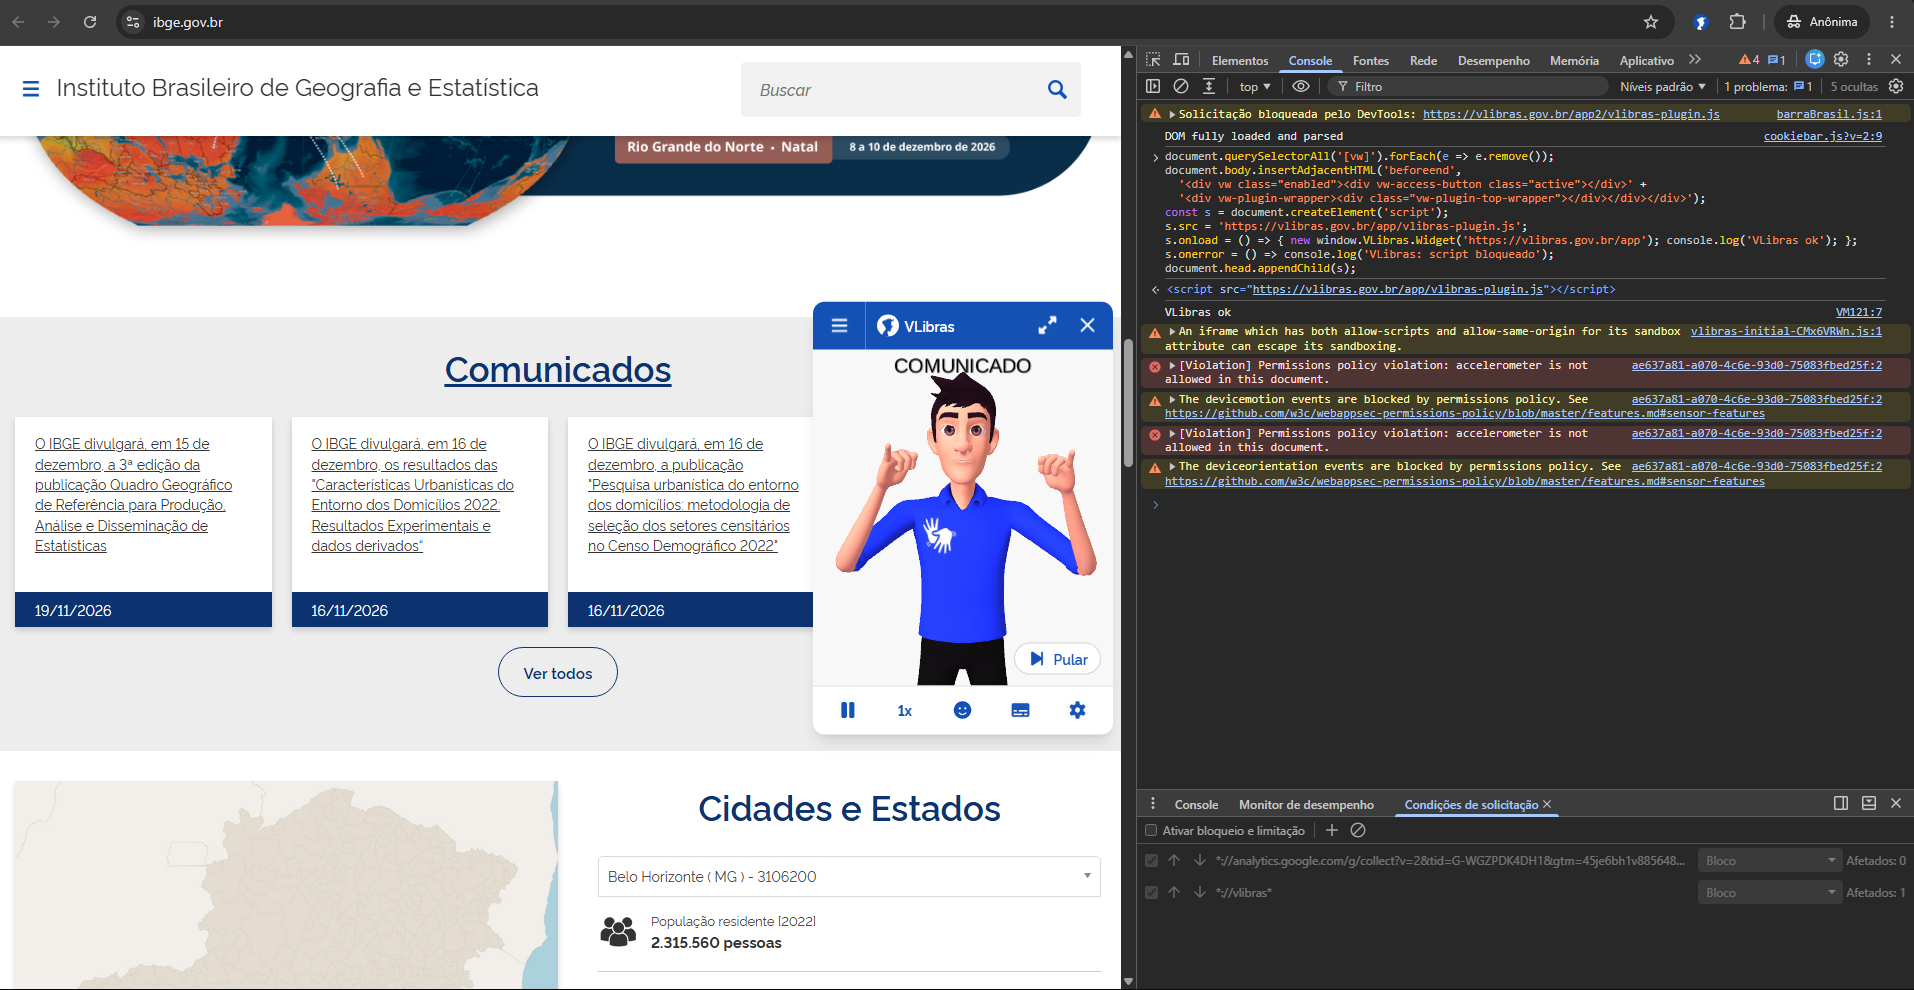 ibge.gov.br
Anônima
Instituto Brasileiro de Geografia e Estatística
Buscar
Rio Grande do Norte • Natal
8 a 10 de dezembro de 2026
Comunicados
O IBGE divulgará, em 15 de
dezembro, a 3ª edição da
publicação Quadro Geográfico
de Referência para Produção,
Análise e Disseminação de
Estatísticas
19/11/2026
O IBGE divulgará, em 16 de
dezembro, os resultados das
"Características Urbanísticas do
Entorno dos Domicílios 2022:
Resultados Experimentais e
dados derivados"
16/11/2026
O IBGE divulgará, em 16 de
dezembro, a publicação
"Pesquisa urbanística do entorno
dos domicílios: metodologia de
seleção dos setores censitários
no Censo Demográfico 2022"
16/11/2026
Ver todos
VLibras
COMUNICADO
Pular
1x
Cidades e Estados
Belo Horizonte ( MG ) - 3106200
População residente [2022]
2.315.560 pessoas
Elementos Console Fontes Rede Desempenho Memória Aplicativo 4 1
top Filtro Níveis padrão 1 problema: 1 5 ocultas
Solicitação bloqueada pelo DevTools: https://vlibras.gov.br/app2/vlibras-plugin.js barraBrasil.js:1
DOM fully loaded and parsed cookiebar.js?v=2:9
document.querySelectorAll('[vw]').forEach(e => e.remove());
document.body.insertAdjacentHTML('beforeend',
'<div vw class="enabled"><div vw-access-button class="active"></div>' +
'<div vw-plugin-wrapper><div class="vw-plugin-top-wrapper"></div></div></div>');
const s = document.createElement('script');
s.src = 'https://vlibras.gov.br/app/vlibras-plugin.js';
s.onload = () => { new window.VLibras.Widget('https://vlibras.gov.br/app'); console.log('VLibras ok'); };
s.onerror = () => console.log('VLibras: script bloqueado');
document.head.appendChild(s);
<script src="https://vlibras.gov.br/app/vlibras-plugin.js"></script>
VLibras ok VM121:7
An iframe which has both allow-scripts and allow-same-origin for its sandbox vlibras-initial-CMx6VRWn.js:1
attribute can escape its sandboxing.
[Violation] Permissions policy violation: accelerometer is not ae637a81-a070-4c6e-93d0-75083fbed25f:2
allowed in this document.
The devicemotion events are blocked by permissions policy. See ae637a81-a070-4c6e-93d0-75083fbed25f:2
https://github.com/w3c/webappsec-permissions-policy/blob/master/features.md#sensor-features
[Violation] Permissions policy violation: accelerometer is not ae637a81-a070-4c6e-93d0-75083fbed25f:2
allowed in this document.
The deviceorientation events are blocked by permissions policy. See ae637a81-a070-4c6e-93d0-75083fbed25f:2
https://github.com/w3c/webappsec-permissions-policy/blob/master/features.md#sensor-features
Console Monitor de desempenho Condições de solicitação
Ativar bloqueio e limitação
*://analytics.google.com/g/collect?v=2&tid=G-WGZPDK4DH1&gtm=45je6bh1v885648... Bloco Afetados: 0
*://vlibras* Bloco Afetados: 1